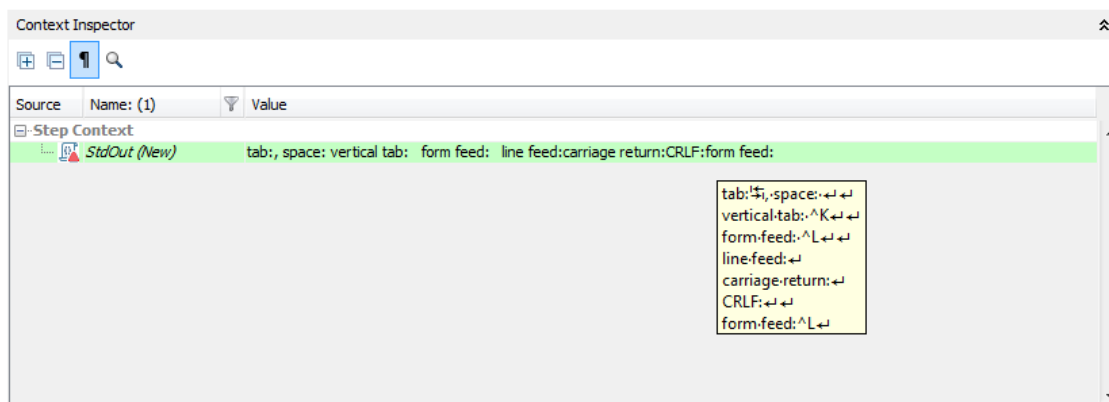 Context Inspector
¶
Source Name: (1) Value
Step Context
StdOut (New) tab:, space: vertical tab: form feed: line feed:carriage return:CRLF:form feed:
tab:↹,·space:·↵↵
vertical·tab:·^K↵↵
form·feed:·^L↵↵
line·feed:↵
carriage·return:↵
CRLF:↵↵
form·feed:^L↵